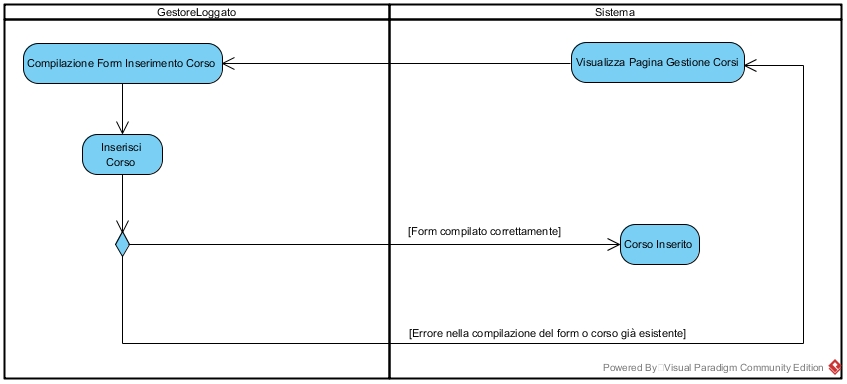 GestoreLoggato
Sistema
Compilazione Form Inserimento Corso
Visualizza Pagina Gestione Corsi
Inserisci
Corso
[Form compilato correttamente]
Corso Inserito
[Errore nella compilazione del form o corso già esistente]
Powered By Visual Paradigm Community Edition